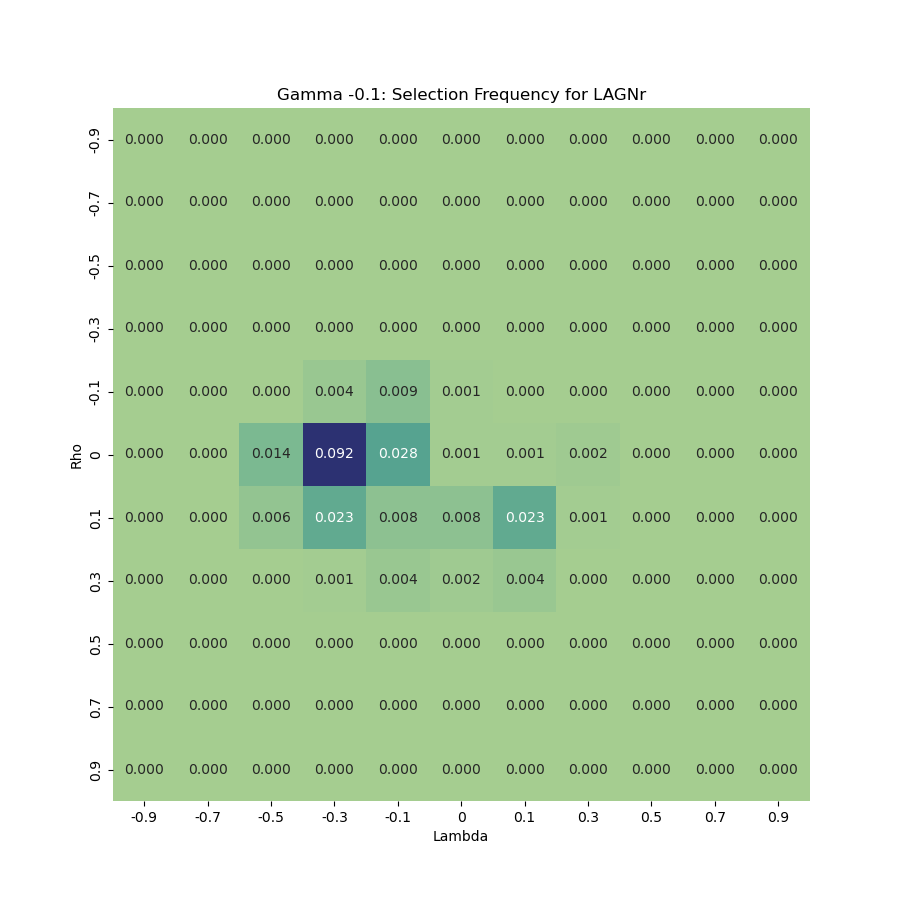 Gamma -0.1: Selection Frequency for LAGNr
-0.9 0.000 0.000 0.000 0.000 0.000 0.000 0.000 0.000 0.000 0.000 0.000
-0.7 0.000 0.000 0.000 0.000 0.000 0.000 0.000 0.000 0.000 0.000 0.000
-0.5 0.000 0.000 0.000 0.000 0.000 0.000 0.000 0.000 0.000 0.000 0.000
-0.3 0.000 0.000 0.000 0.000 0.000 0.000 0.000 0.000 0.000 0.000 0.000
-0.1 0.000 0.000 0.000 0.004 0.009 0.001 0.000 0.000 0.000 0.000 0.000
Rho
0 0.000 0.000 0.014 0.092 0.028 0.001 0.001 0.002 0.000 0.000 0.000
0.1 0.000 0.000 0.006 0.023 0.008 0.008 0.023 0.001 0.000 0.000 0.000
0.3 0.000 0.000 0.000 0.001 0.004 0.002 0.004 0.000 0.000 0.000 0.000
0.5 0.000 0.000 0.000 0.000 0.000 0.000 0.000 0.000 0.000 0.000 0.000
0.7 0.000 0.000 0.000 0.000 0.000 0.000 0.000 0.000 0.000 0.000 0.000
0.9 0.000 0.000 0.000 0.000 0.000 0.000 0.000 0.000 0.000 0.000 0.000
-0.9 -0.7 -0.5 -0.3 -0.1 0 0.1 0.3 0.5 0.7 0.9
Lambda